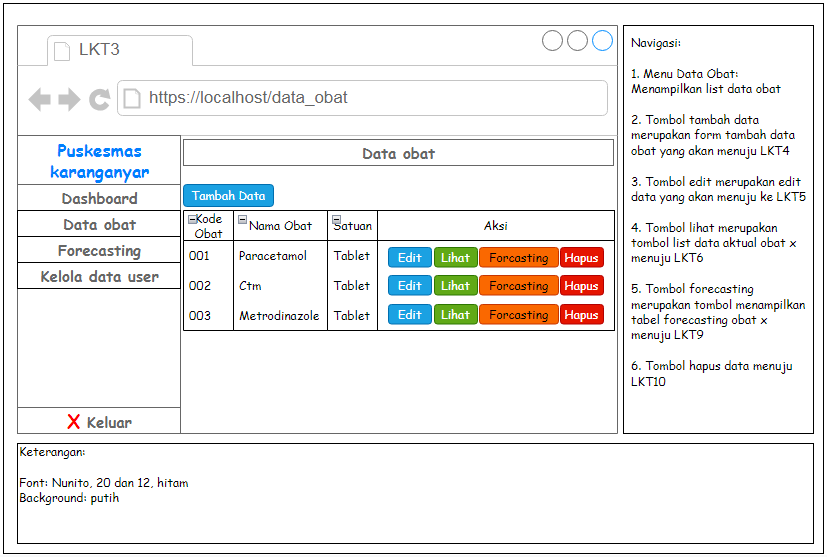 LKT3
https://localhost/data_obat
Puskesmas
karanganyar
Dashboard
Data obat
Forecasting
Kelola data user
X Keluar
Data obat
Tambah Data
Kode
Obat
Nama Obat
Satuan
Aksi
001 Paracetamol Tablet Edit Lihat Forcasting Hapus
002 Ctm Tablet Edit Lihat Forcasting Hapus
003 Metrodinazole Tablet Edit Lihat Forcasting Hapus
Navigasi:
1. Menu Data Obat:
Menampilkan list data obat
2. Tombol tambah data
merupakan form tambah data
obat yang akan menuju LKT4
3. Tombol edit merupakan edit
data yang akan menuju ke LKT5
4. Tombol lihat merupakan
tombol list data aktual obat x
menuju LKT6
5. Tombol forecasting
merupakan tombol menampilkan
tabel forecasting obat x
menuju LKT9
6. Tombol hapus data menuju
LKT10
Keterangan:
Font: Nunito, 20 dan 12, hitam
Background: putih